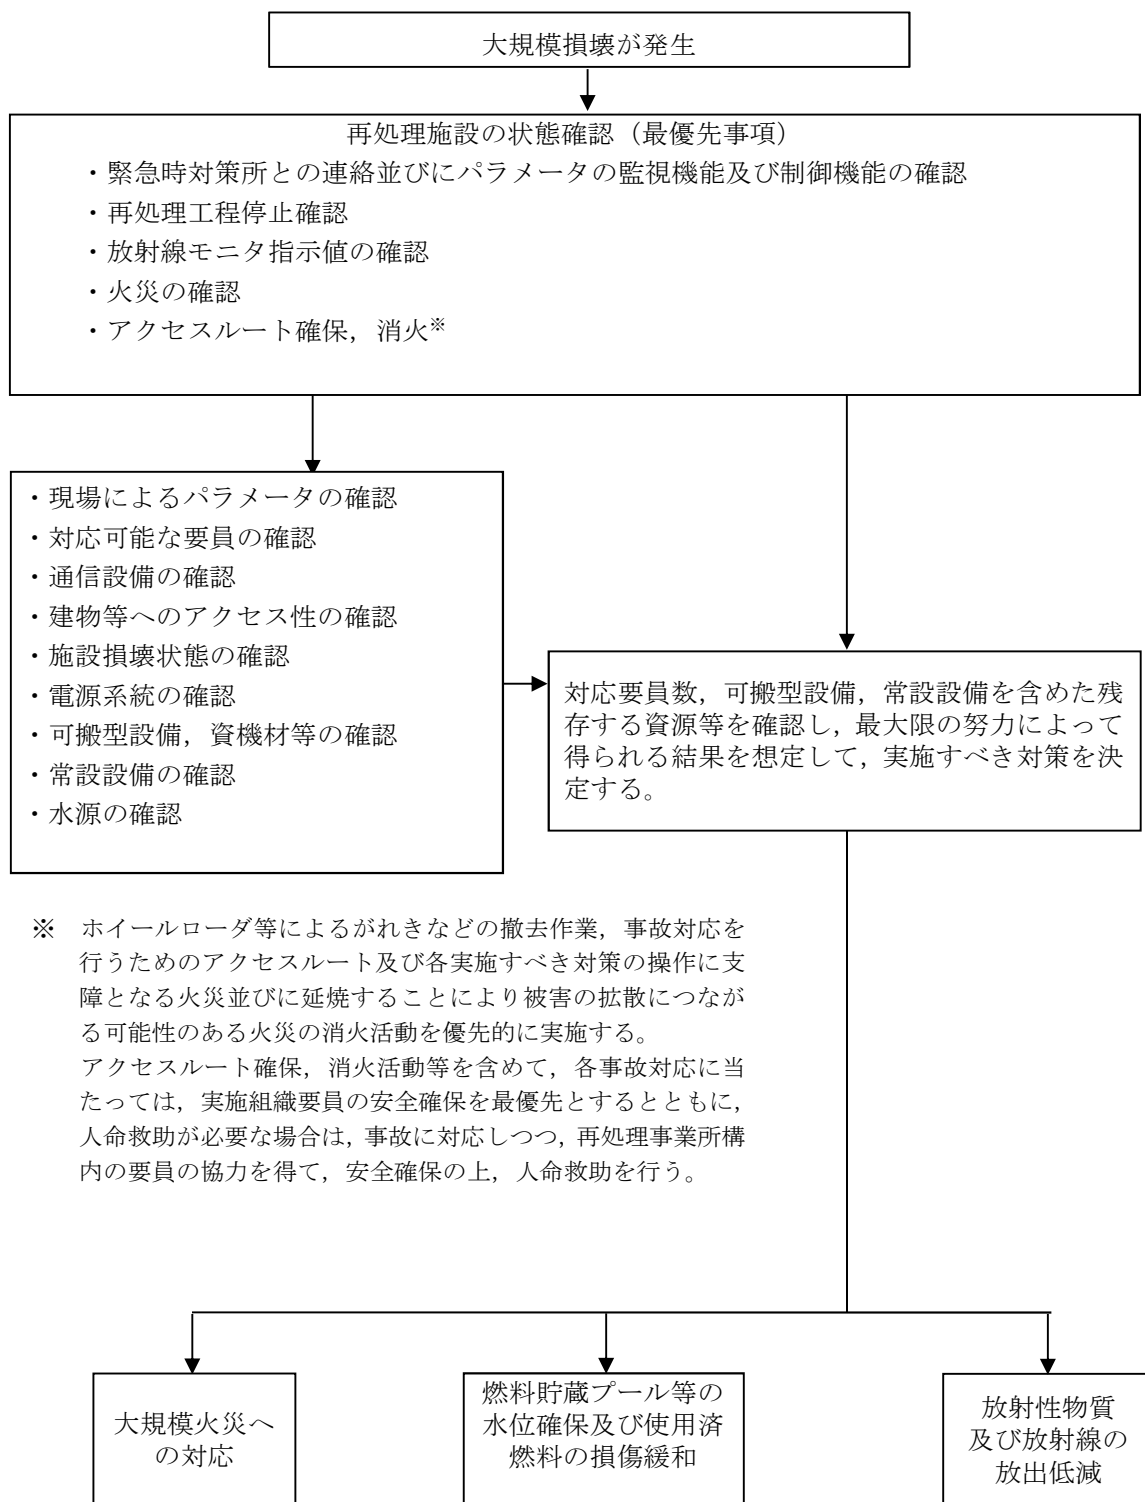 大規模損壊が発生
再処理施設の状態確認（最優先事項）
・緊急時対策所との連絡並びにパラメータの監視機能及び制御機能の確認
・再処理工程停止確認
・放射線モニタ指示値の確認
・火災の確認
・アクセスルート確保，消火※
・現場によるパラメータの確認
・対応可能な要員の確認
・通信設備の確認
・建物等へのアクセス性の確認
・施設損壊状態の確認
・電源系統の確認
・可搬型設備，資機材等の確認
・常設設備の確認
・水源の確認
対応要員数，可搬型設備，常設設備を含めた残
存する資源等を確認し，最大限の努力によって
得られる結果を想定して，実施すべき対策を決
定する。
※　ホイールローダ等によるがれきなどの撤去作業，事故対応を
行うためのアクセスルート及び各実施すべき対策の操作に支
障となる火災並びに延焼することにより被害の拡散につなが
る可能性のある火災の消火活動を優先的に実施する。
アクセスルート確保，消火活動等を含めて，各事故対応に当
たっては，実施組織要員の安全確保を最優先とするとともに，
人命救助が必要な場合は，事故に対応しつつ，再処理事業所構
内の要員の協力を得て，安全確保の上，人命救助を行う。
大規模火災へ
の対応
燃料貯蔵プール等の
水位確保及び使用済
燃料の損傷緩和
放射性物質
及び放射線の
放出低減